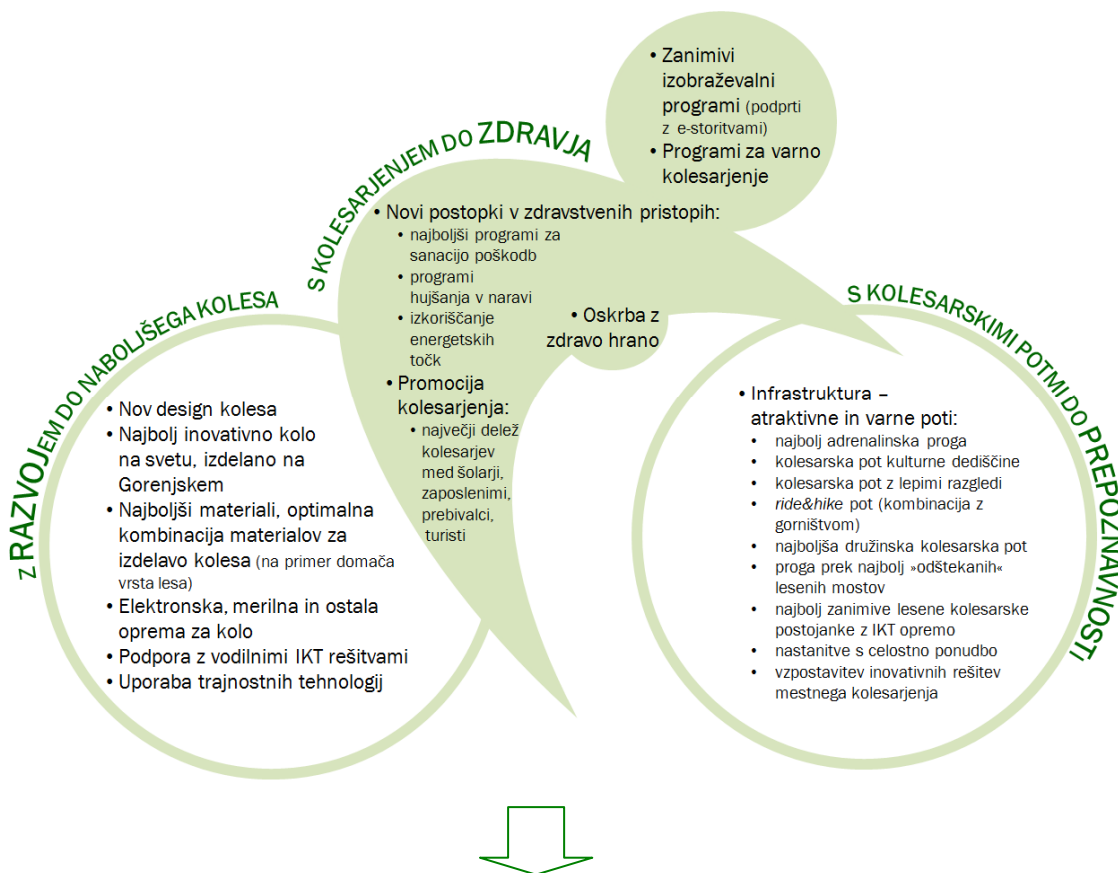 • Zanimivi
izobraževalni
programi (podprti
z e-storitvami)
• Programi za varno
kolesarjenje
S KOLESARJENJEM DO ZDRAVJA
• Novi postopki v zdravstvenih pristopih:
• najboljši programi za
sanacijo poškodb
• programi
hujšanja v naravi
• izkoriščanje
energetskih
točk
• Promocija
kolesarjenja:
• največji delež
kolesarjev
med šolarji,
zaposlenimi,
prebivalci,
turisti
• Oskrba z
zdravo hrano
z RAZVOJEM DO NABOLJŠEGA KOLESA
• Nov design kolesa
• Najbolj inovativno kolo
na svetu, izdelano na
Gorenjskem
• Najboljši materiali, optimalna
kombinacija materialov za
izdelavo kolesa (na primer domača
vrsta lesa)
• Elektronska, merilna in ostala
oprema za kolo
• Podpora z vodilnimi IKT rešitvami
• Uporaba trajnostnih tehnologij
S KOLESARSKIMI POTMI DO PREPOZNAVNOSTI
• Infrastruktura –
atraktivne in varne poti:
• najbolj adrenalinska proga
• kolesarska pot kulturne dediščine
• kolesarska pot z lepimi razgledi
• ride&hike pot (kombinacija z
gorništvom)
• najboljša družinska kolesarska pot
• proga prek najbolj »odštekanih«
lesenih mostov
• najbolj zanimive lesene kolesarske
postojanke z IKT opremo
• nastanitve s celostno ponudbo
• vzpostavitev inovativnih rešitev
mestnega kolesarjenja